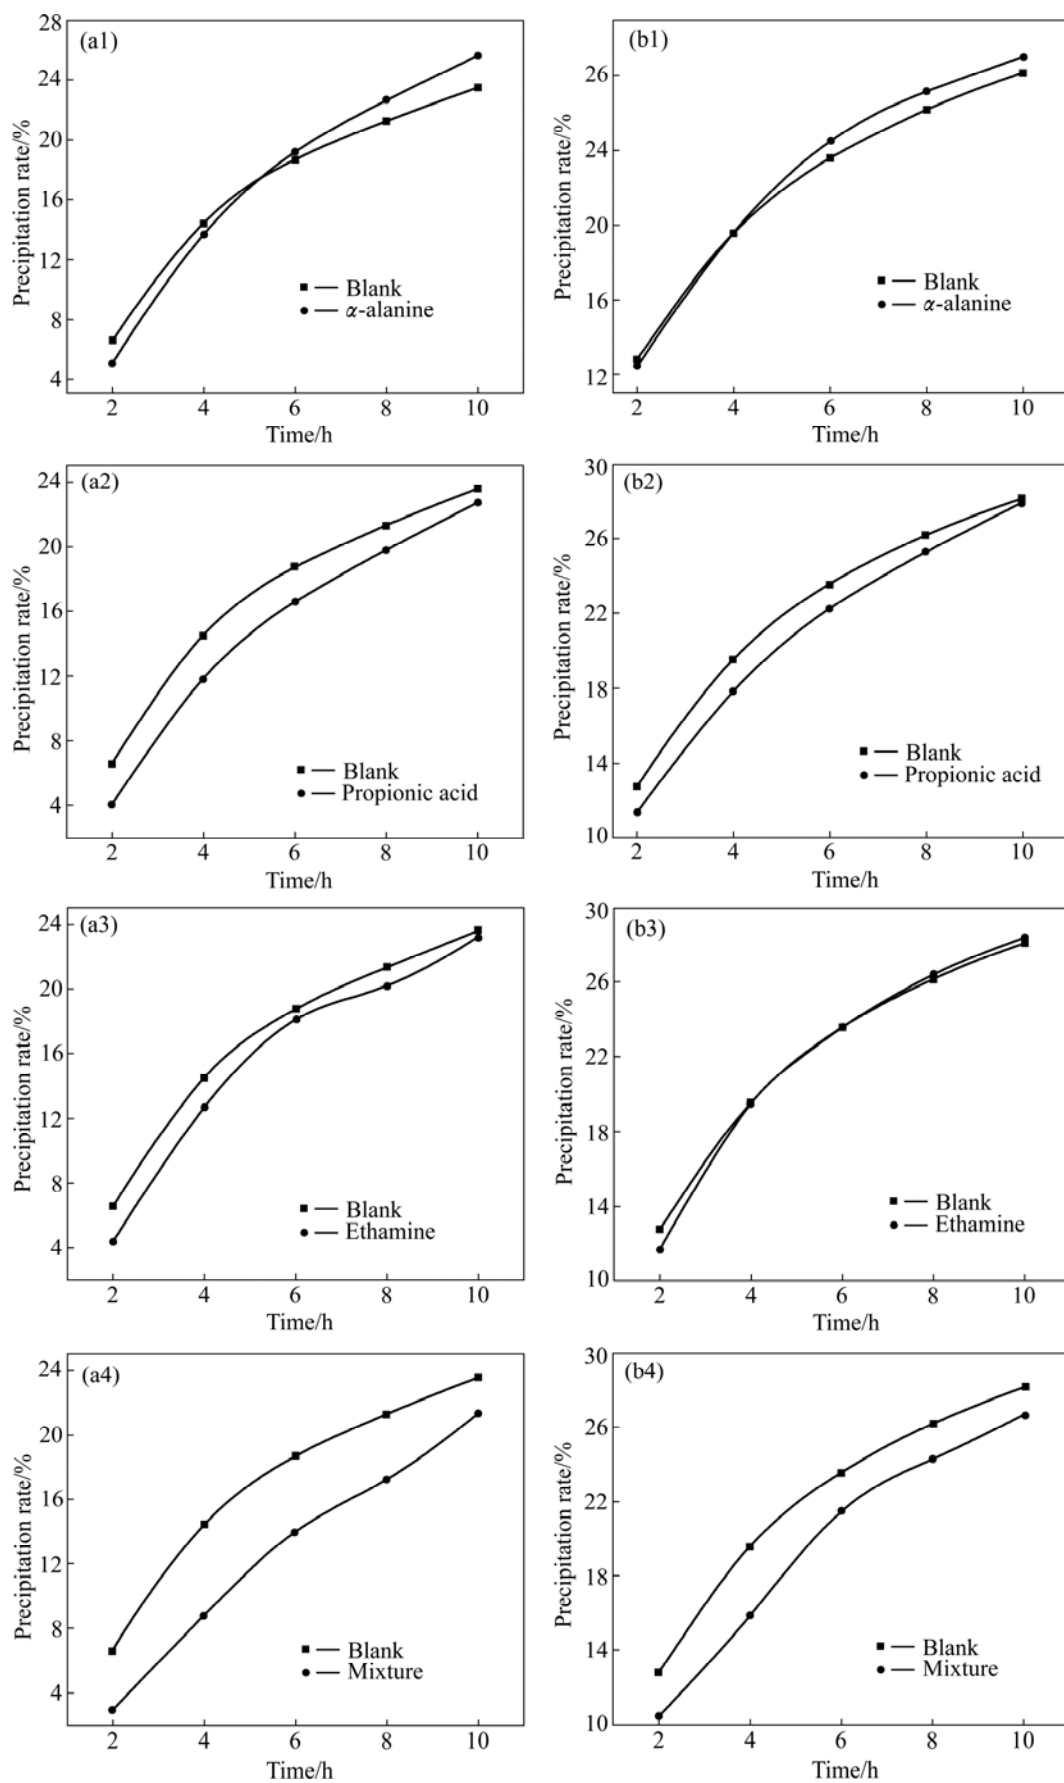 (a1)
28
24
20
16
12
8
4
Precipitation rate/%
Blank
α-alanine
2 4 6 8 10
Time/h
(b1)
26
24
20
16
12
Precipitation rate/%
Blank
α-alanine
2 4 6 8 10
Time/h
(a2)
24
20
16
12
8
4
Precipitation rate/%
Blank
Propionic acid
2 4 6 8 10
Time/h
(b2)
30
26
22
18
14
10
Precipitation rate/%
Blank
Propionic acid
2 4 6 8 10
Time/h
(a3)
24
20
16
12
8
4
Precipitation rate/%
Blank
Ethamine
2 4 6 8 10
Time/h
(b3)
30
26
22
18
14
10
Precipitation rate/%
Blank
Ethamine
2 4 6 8 10
Time/h
(a4)
24
20
16
12
8
4
Precipitation rate/%
Blank
Mixture
2 4 6 8 10
Time/h
(b4)
30
26
22
18
14
10
Precipitation rate/%
Blank
Mixture
2 4 6 8 10
Time/h